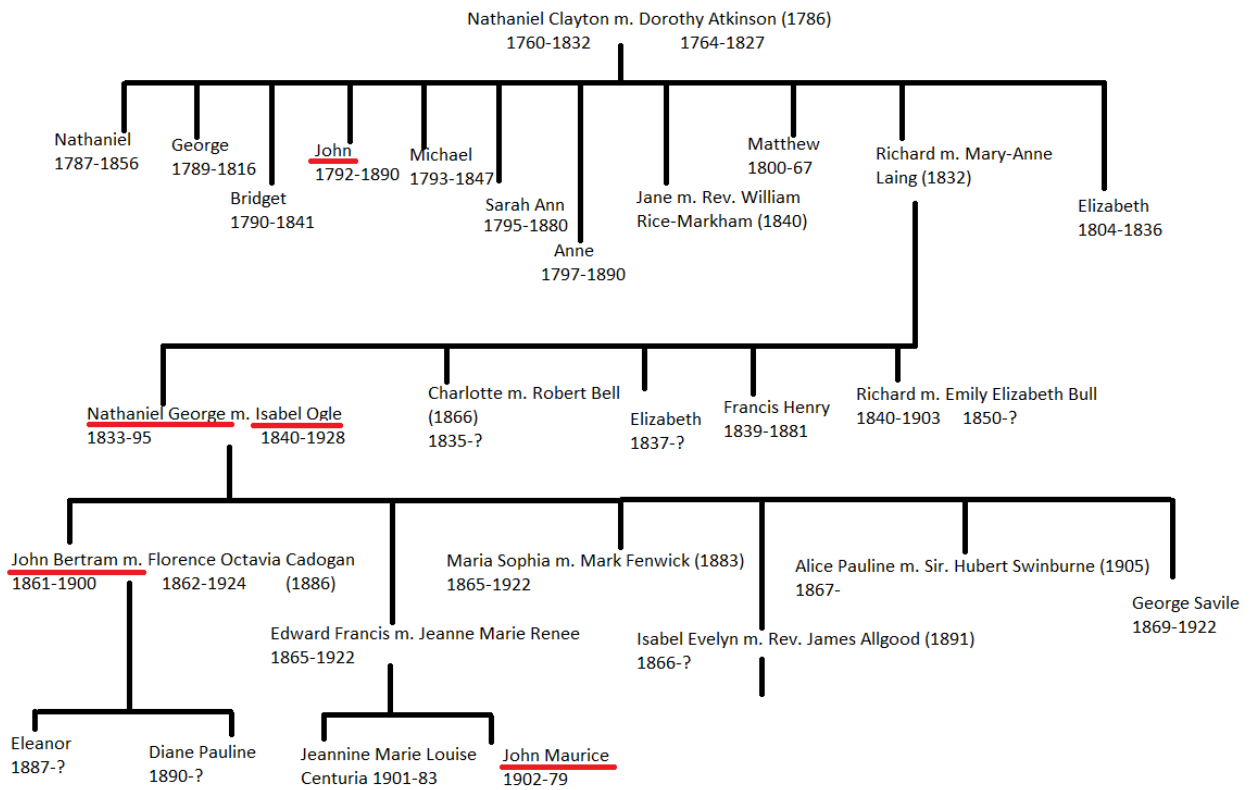 Nathaniel Clayton m. Dorothy Atkinson (1786)
1760-1832 1764-1827
Nathaniel
1787-1856
George
1789-1816
Bridget
1790-1841
John
1792-1890
Michael
1793-1847
Sarah Ann
1795-1880
Anne
1797-1890
Jane m. Rev. William
Rice-Markham (1840)
Matthew
1800-67
Richard m. Mary-Anne
Laing (1832)
Elizabeth
1804-1836
Nathaniel George m. Isabel Ogle
1833-95 1840-1928
Charlotte m. Robert Bell
(1866)
1835-?
Elizabeth
1837-?
Francis Henry
1839-1881
Richard m. Emily Elizabeth Bull
1840-1903 1850-?
John Bertram m. Florence Octavia Cadogan
1861-1900 1862-1924 (1886)
Edward Francis m. Jeanne Marie Renee
1865-1922
Maria Sophia m. Mark Fenwick (1883)
1865-1922
Isabel Evelyn m. Rev. James Allgood (1891)
1866-?
Alice Pauline m. Sir. Hubert Swinburne (1905)
1867-
George Savile
1869-1922
Eleanor
1887-?
Diane Pauline
1890-?
Jeannine Marie Louise
Centuria 1901-83
John Maurice
1902-79